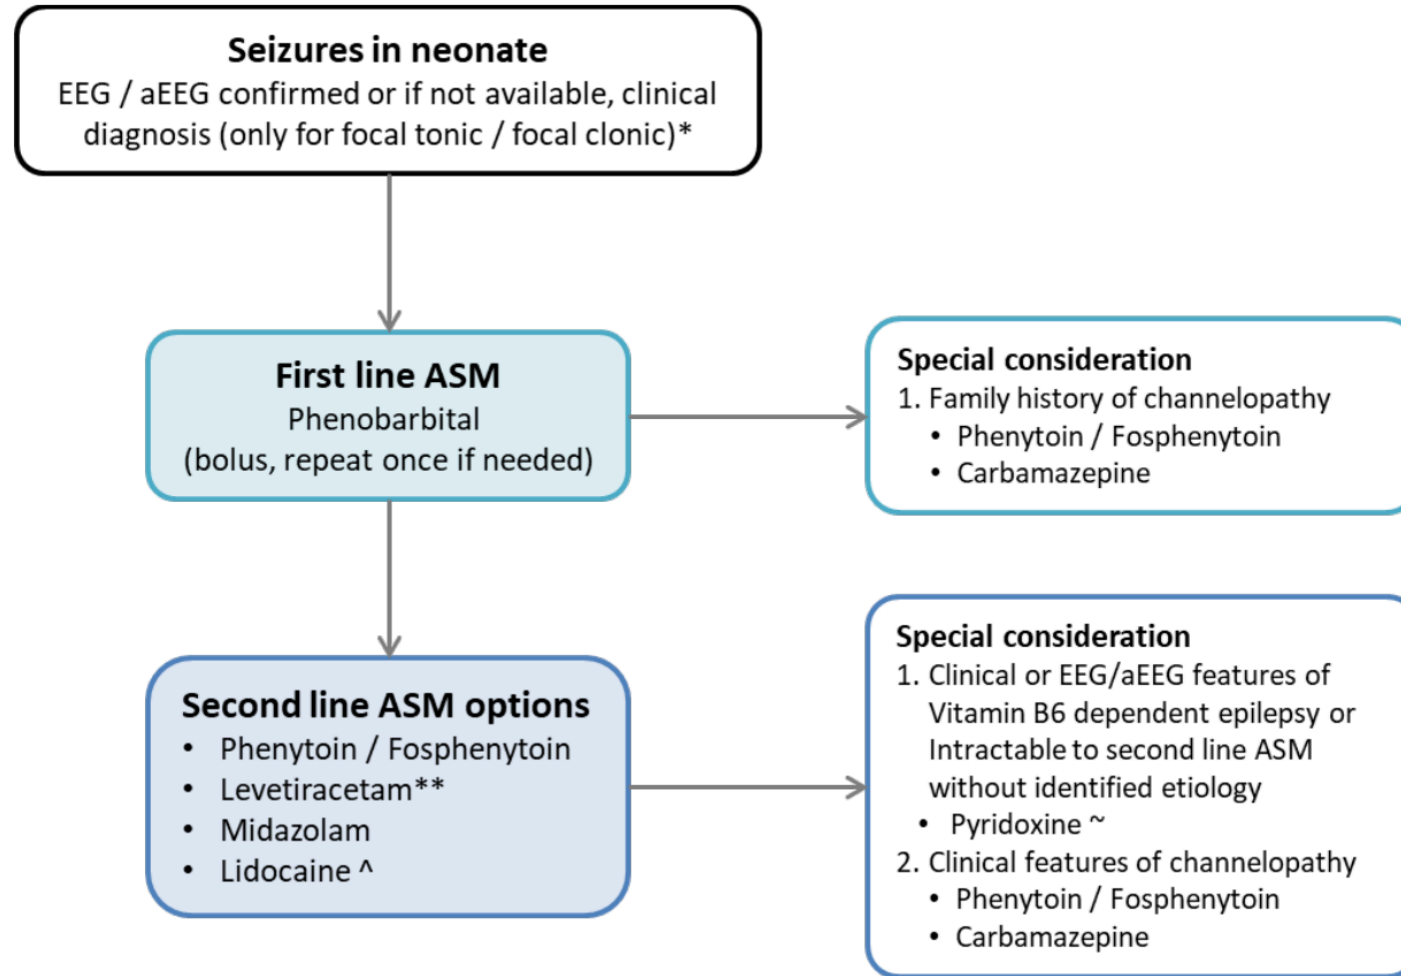 Seizures in neonate
EEG / aEEG confirmed or if not available, clinical
diagnosis (only for focal tonic / focal clonic)*
First line ASM
Phenobarbital
(bolus, repeat once if needed)
Special consideration
1. Family history of channelopathy
• Phenytoin / Fosphenytoin
• Carbamazepine
Second line ASM options
• Phenytoin / Fosphenytoin
• Levetiracetam**
• Midazolam
• Lidocaine ^
Special consideration
1. Clinical or EEG/aEEG features of
Vitamin B6 dependent epilepsy or
Intractable to second line ASM
without identified etiology
• Pyridoxine ~
2. Clinical features of channelopathy
• Phenytoin / Fosphenytoin
• Carbamazepine